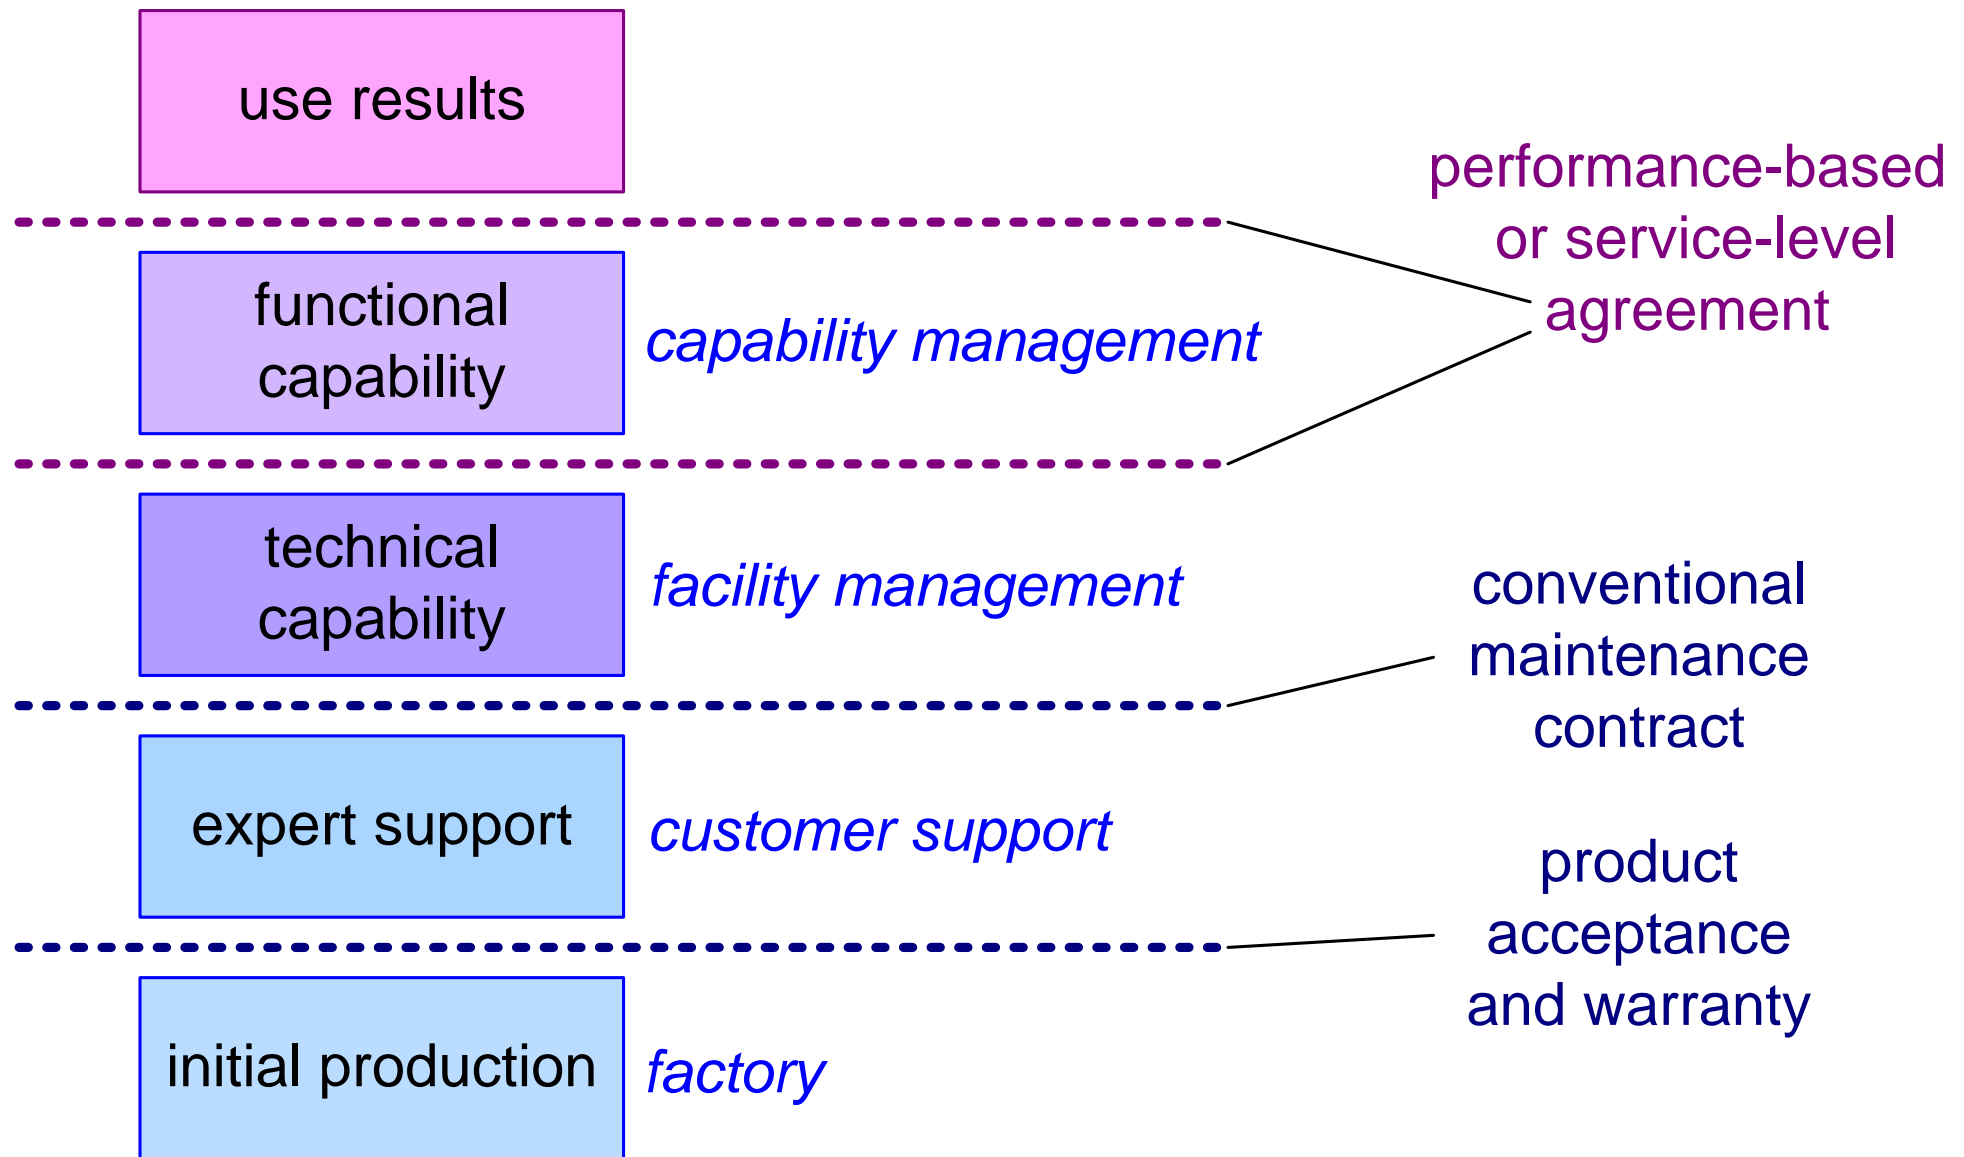 use results
performance-based
or service-level
agreement
functional
capability
capability management
technical
capability
facility management
conventional
maintenance
contract
expert support
customer support
product
acceptance
and warranty
initial production
factory